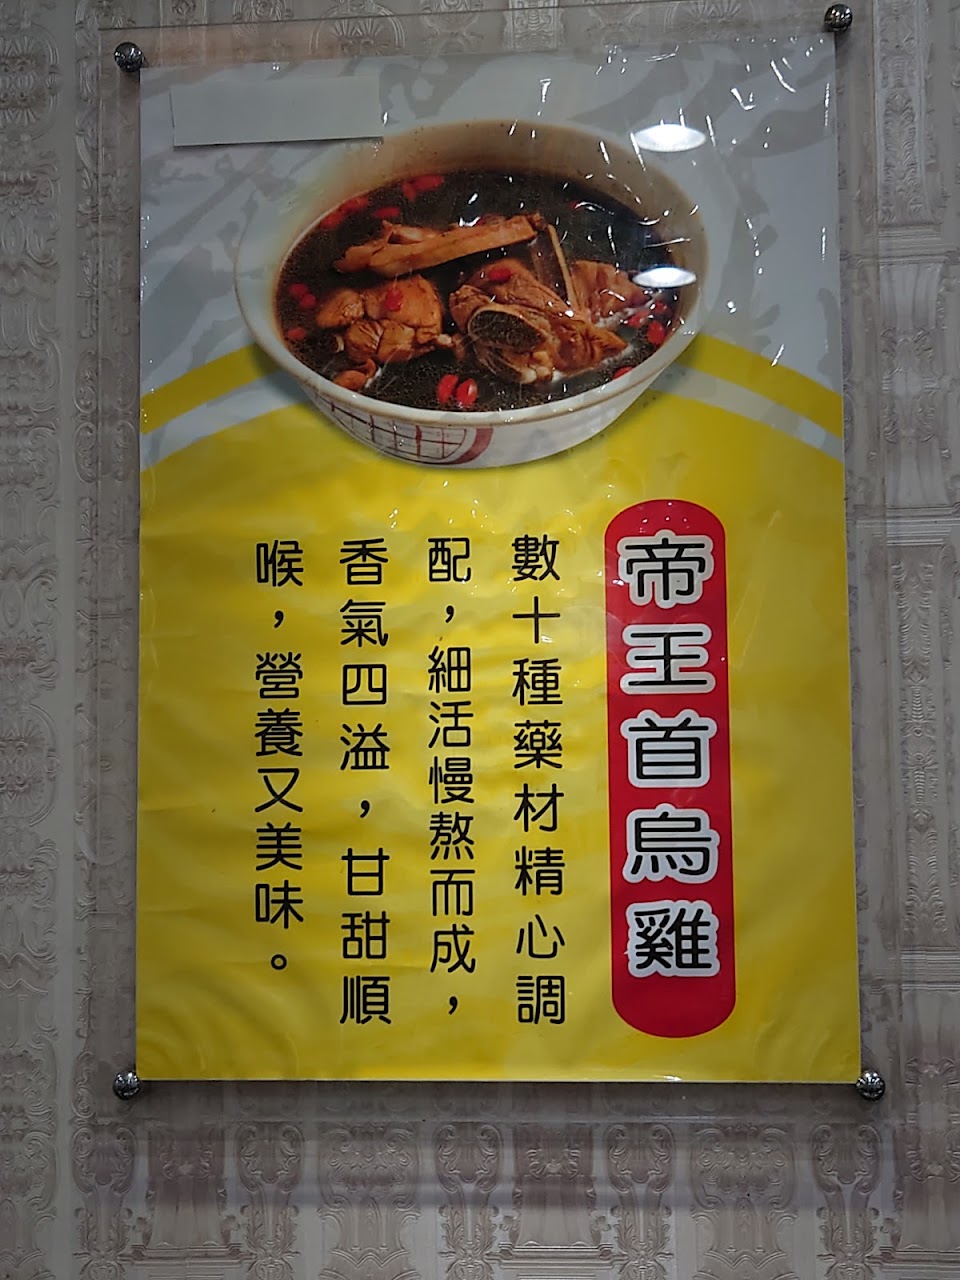 帝王首烏雞
數十種藥材精心調
配，細活慢熬而成，
香氣四溢，甘甜順
喉，營養又美味。